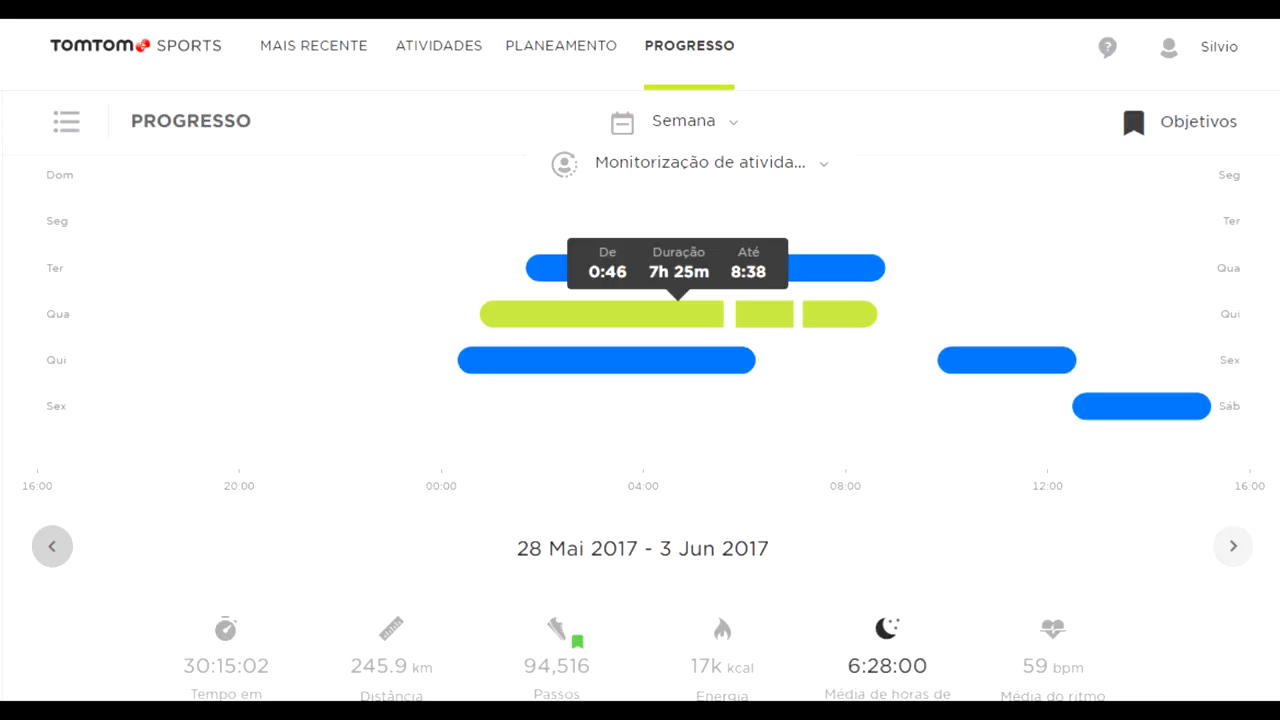 TOMTOM SPORTS MAIS RECENTE ATIVIDADES PLANEAMENTO PROGRESSO ? Silvio
PROGRESSO Semana Objetivos
Monitorização de ativida...
Dom Seg
Seg Ter
De Duração Até
Ter 0:46 7h 25m 8:38 Qua
Qua Qui
Qui Sex
Sex Sáb
16:00 20:00 00:00 04:00 08:00 12:00 16:00
28 Mai 2017 - 3 Jun 2017
30:15:02 245.9 km 94,516 17k kcal 6:28:00 59 bpm
Tempo em Distância Passos Energia Média de horas de Média do ritmo